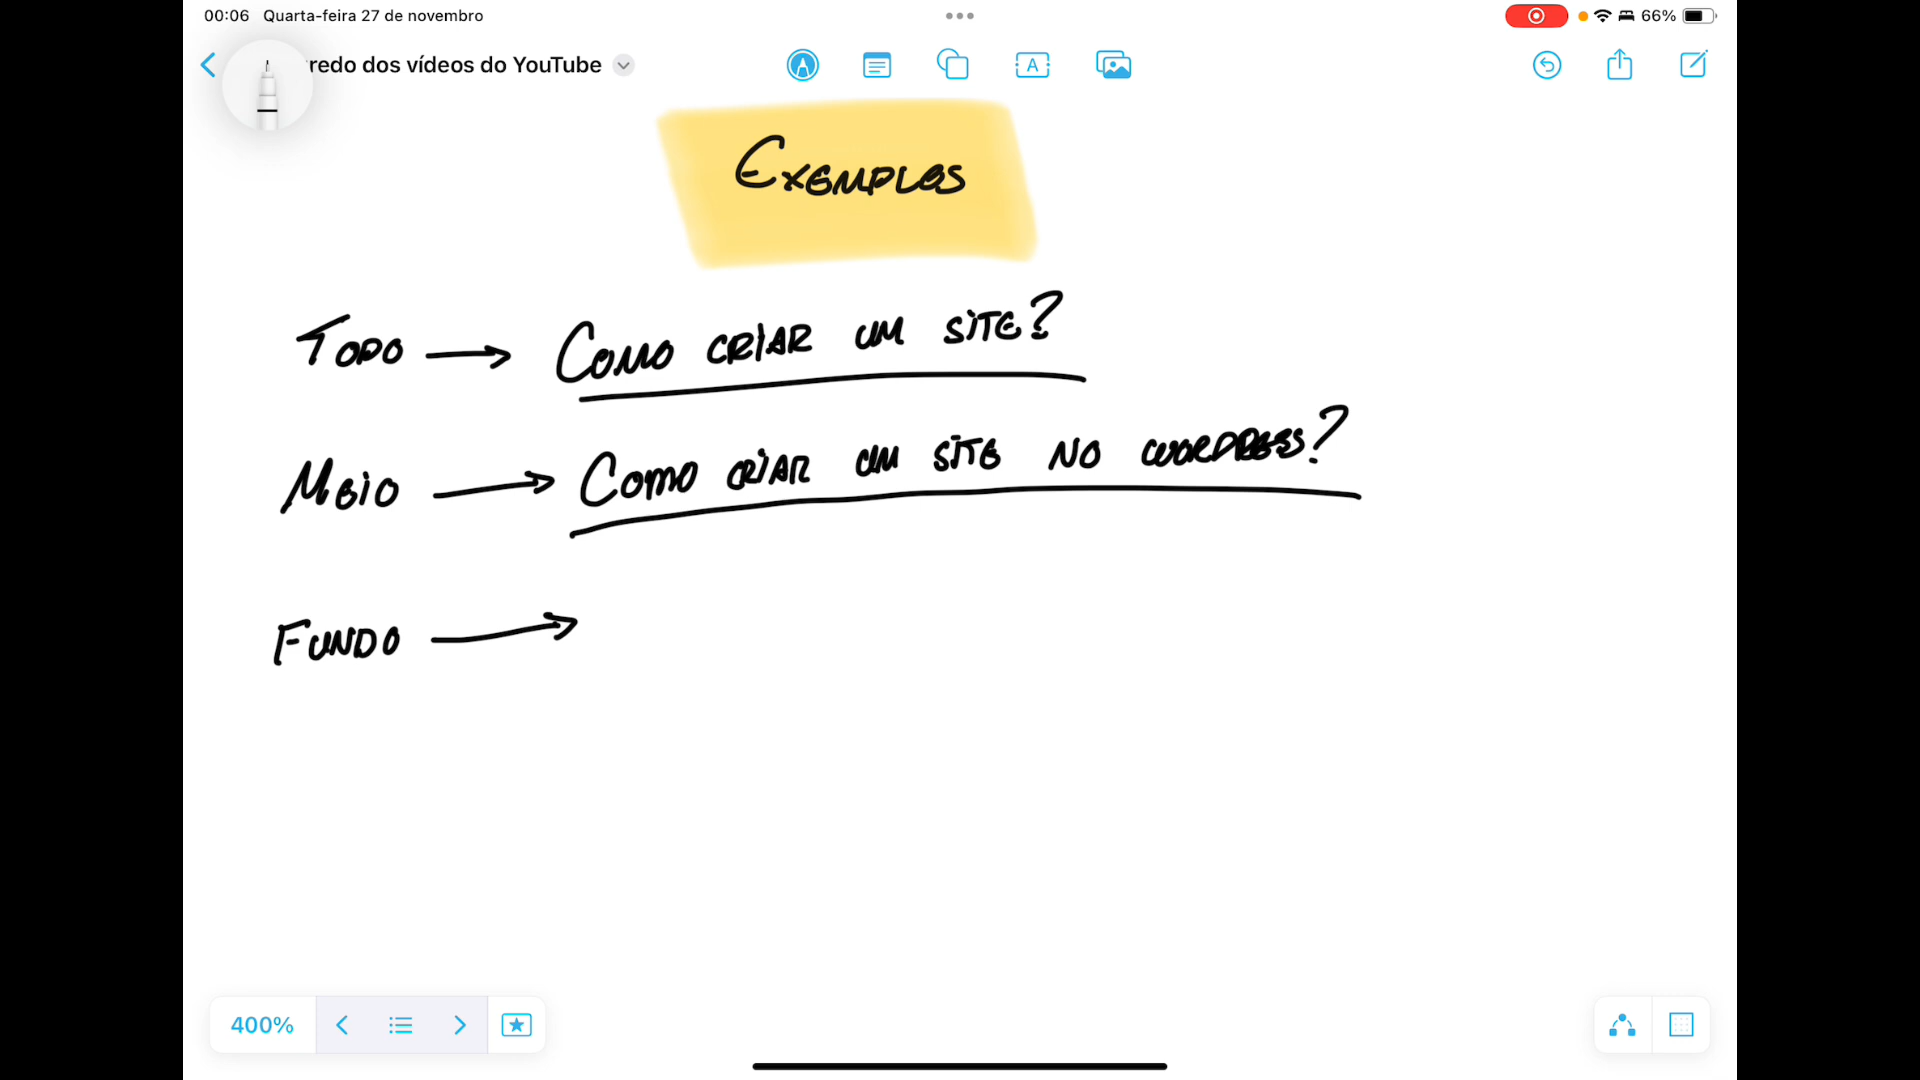 00:06 Quarta-feira 27 de novembro
66%
redo dos vídeos do YouTube
A
Exemplos
Todo → Como criar um site?
Meio → Como criar um site no wordpress?
Fundo →
400%